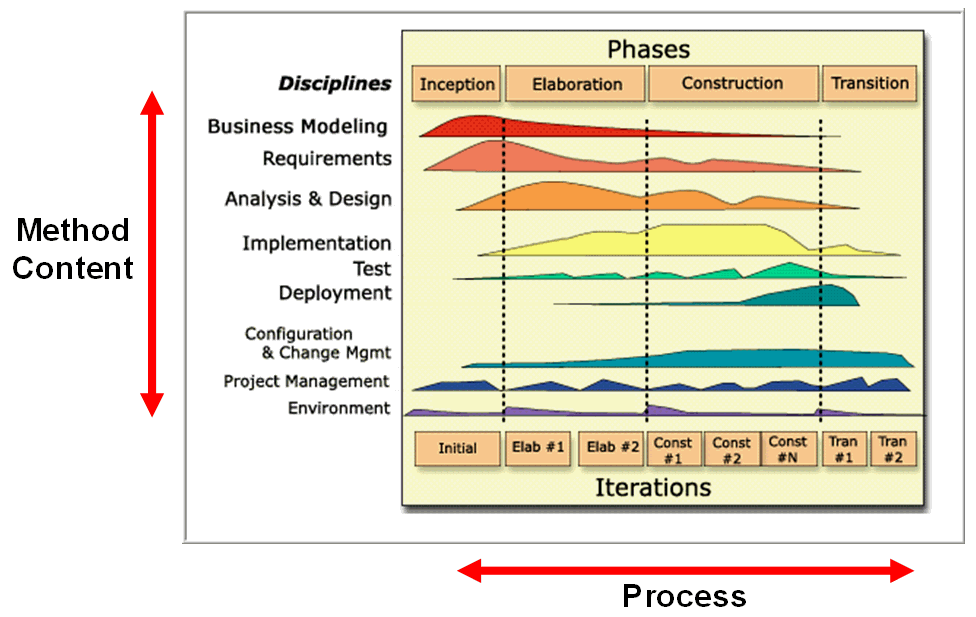 Phases
Disciplines
Inception
Elaboration
Construction
Transition
Business Modeling
Requirements
Analysis & Design
Method
Content
Implementation
Test
Deployment
Configuration
& Change Mgmt
Project Management
Environment
Initial
Elab #1
Elab #2
Const
#1
Const
#2
Const
#N
Tran
#1
Tran
#2
Iterations
Process